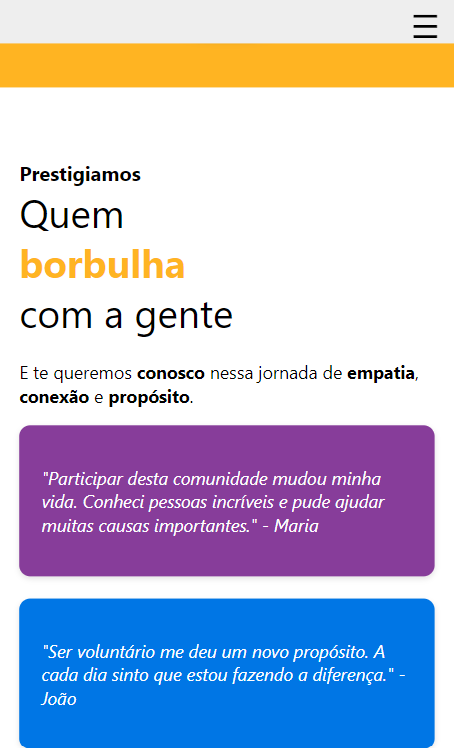 Prestigiamos
Quem
borbulha
com a gente
E te queremos conosco nessa jornada de empatia,
conexão e propósito.
"Participar desta comunidade mudou minha
vida. Conheci pessoas incríveis e pude ajudar
muitas causas importantes." - Maria
"Ser voluntário me deu um novo propósito. A
cada dia sinto que estou fazendo a diferença." -
João